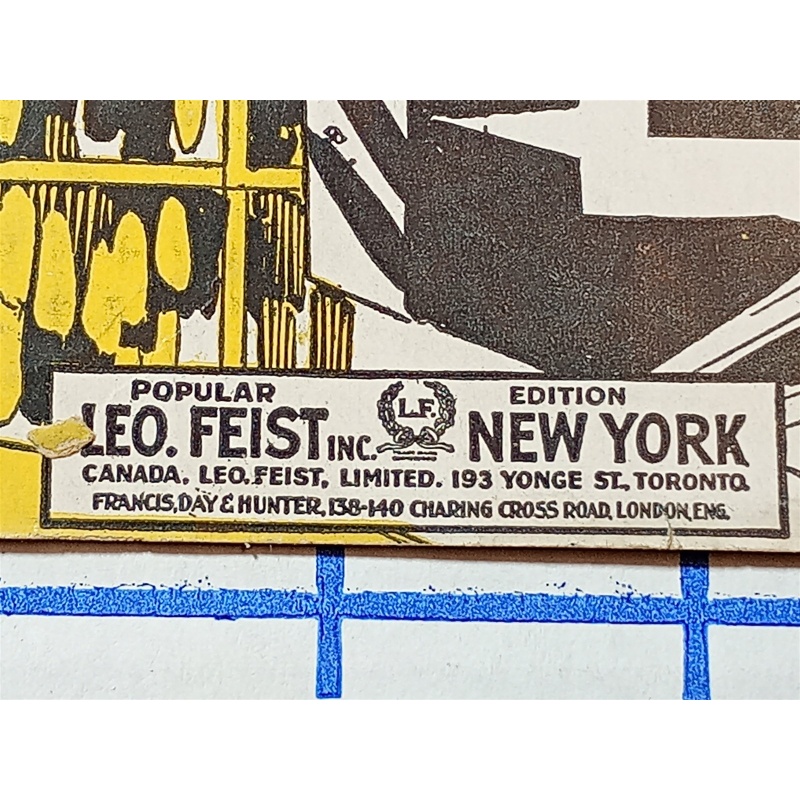 POPULAR L.F. EDITION
LEO. FEIST INC. NEW YORK
CANADA, LEO. FEIST, LIMITED. 193 YONGE ST., TORONTO.
FRANCIS, DAY & HUNTER, 138-140 CHARING CROSS ROAD, LONDON, ENG.